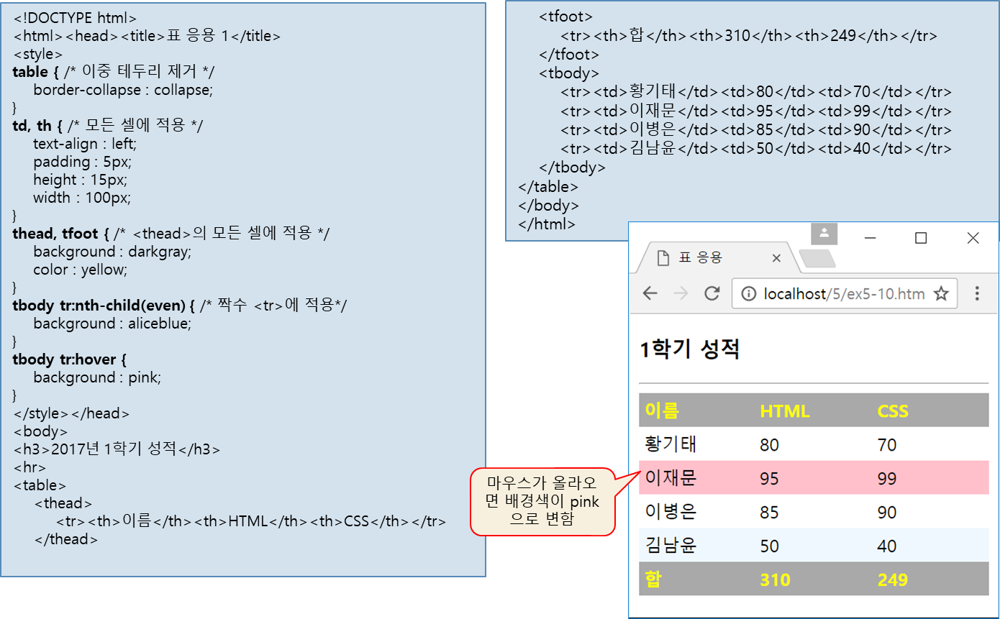 <!DOCTYPE html>
<html><head><title>표 응용 1</title>
<style>
table { /* 이중 테두리 제거 */
border-collapse : collapse;
}
td, th { /* 모든 셀에 적용 */
text-align : left;
padding : 5px;
height : 15px;
width : 100px;
}
thead, tfoot { /* <thead>의 모든 셀에 적용 */
background : darkgray;
color : yellow;
}
tbody tr:nth-child(even) { /* 짝수 <tr>에 적용*/
background : aliceblue;
}
tbody tr:hover {
background : pink;
}
</style></head>
<body>
<h3>2017년 1학기 성적</h3>
<hr>
<table>
<thead>
<tr><th>이름</th><th>HTML</th><th>CSS</th></tr>
</thead>
<tfoot>
<tr><th>합</th><th>310</th><th>249</th></tr>
</tfoot>
<tbody>
<tr><td>황기태</td><td>80</td><td>70</td></tr>
<tr><td>이재문</td><td>95</td><td>99</td></tr>
<tr><td>이병은</td><td>85</td><td>90</td></tr>
<tr><td>김남윤</td><td>50</td><td>40</td></tr>
</tbody>
</table>
</body>
</html>
표 응용
localhost/5/ex5-10.htm
1학기 성적
이름 HTML CSS
황기태 80 70
이재문 95 99
이병은 85 90
김남윤 50 40
합 310 249
마우스가 올라오
면 배경색이 pink
으로 변함